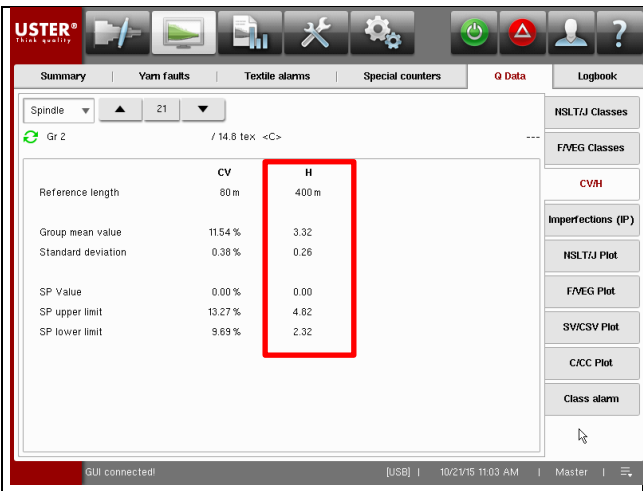 USTER®
Think quality
?
Summary | Yarn faults | Textile alarms | Special counters Q Data Logbook
Spindle 21
Gr 2 / 14.8 tex <C> ---
CV H
Reference length 80 m 400 m
Group mean value 11.54 % 3.32
Standard deviation 0.38 % 0.26
SP Value 0.00 % 0.00
SP upper limit 13.27 % 4.82
SP lower limit 9.69 % 2.32
NSLT/J Classes
F/VEG Classes
CV/H
Imperfections (IP)
NSLT/J Plot
F/VEG Plot
SV/CSV Plot
C/CC Plot
Class alarm
GUI connected! [USB] | 10/21/15 11:03 AM | Master |